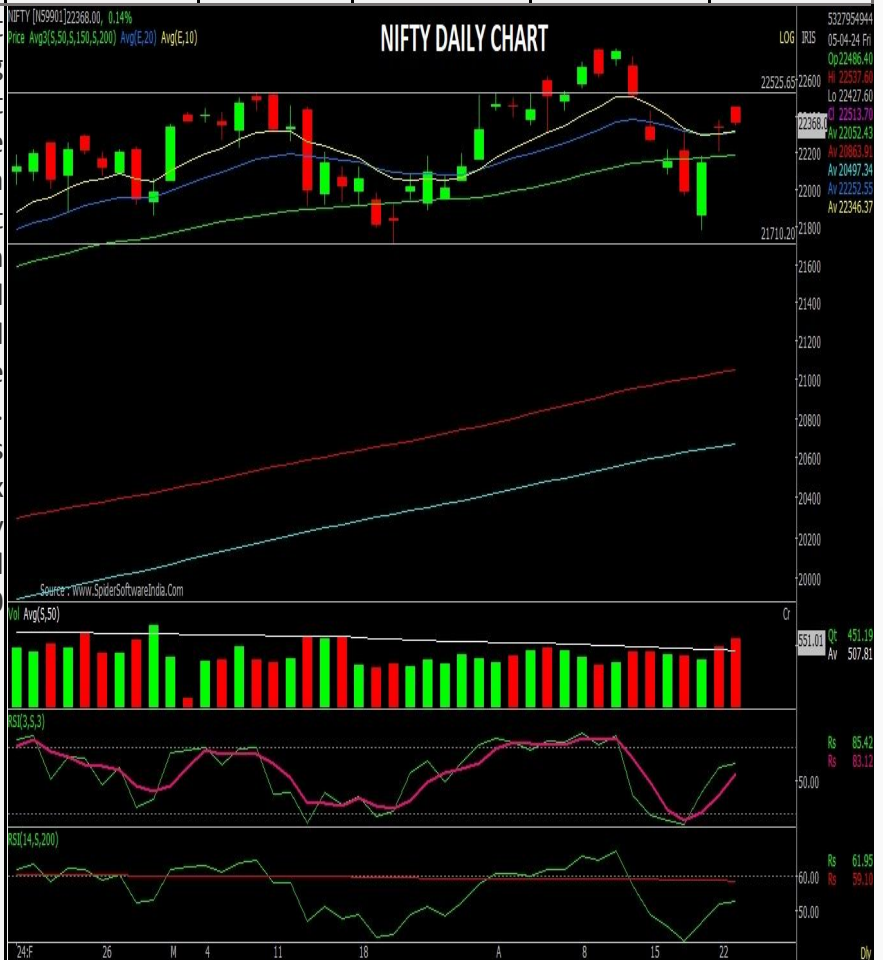 NIFTY [N59901]22368.00, 0.14%
Price Avg3(S,50,S,150,S,200) Avg(E,20) Avg(E,10)
NIFTY DAILY CHART
LOG
IRIS
5327954944
05-04-24 Fri
Op22486.40
Hi 22537.60
Lo 22427.60
Cl 22513.70
Av 22052.43
Av 20863.91
Av 20497.34
Av 22252.55
Av 22346.37
22525.65
22600
22368.0
22200
22000
21800
21710.20
21600
21400
21200
21000
20800
20600
20400
20200
20000
Source : www.SpiderSoftwareIndia.Com
Vol Avg(S,50)
Cr
551.01
Qt 451.19
Av 507.81
RSI(3,S,3)
Rs 85.42
Rs 83.12
50.00
RSI(14,S,200)
Rs 61.95
Rs 59.10
60.00
50.00
24:F 26 M 4 11 18 A 8 15 22
Dly